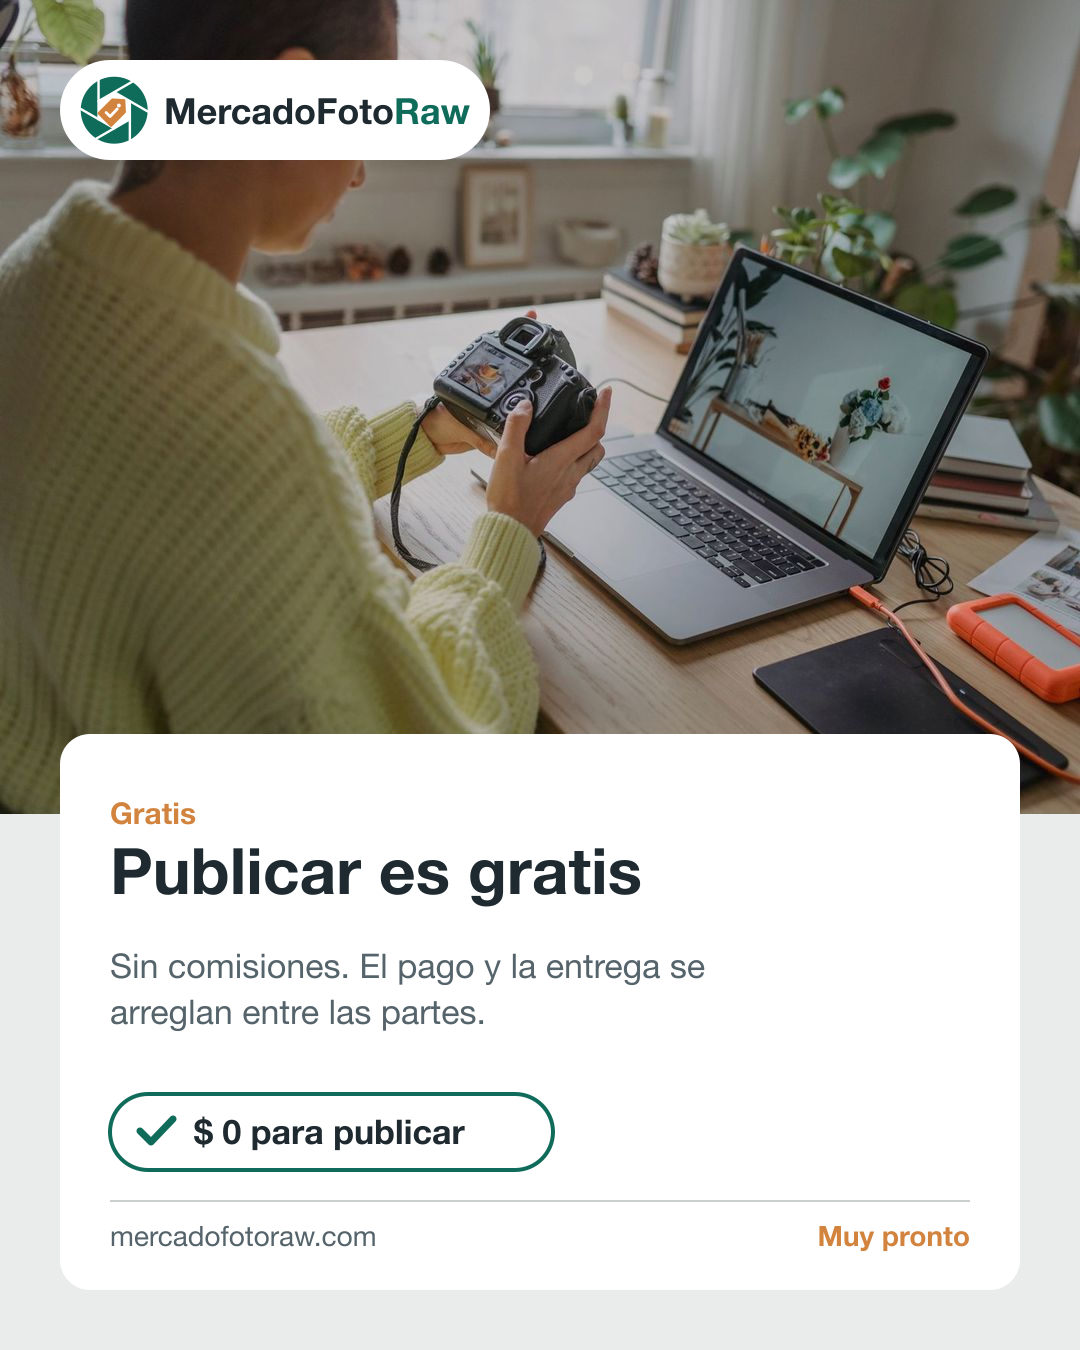 MercadoFotoRaw
Gratis
Publicar es gratis
Sin comisiones. El pago y la entrega se
arreglan entre las partes.
$ 0 para publicar
mercadofotoraw.com
Muy pronto